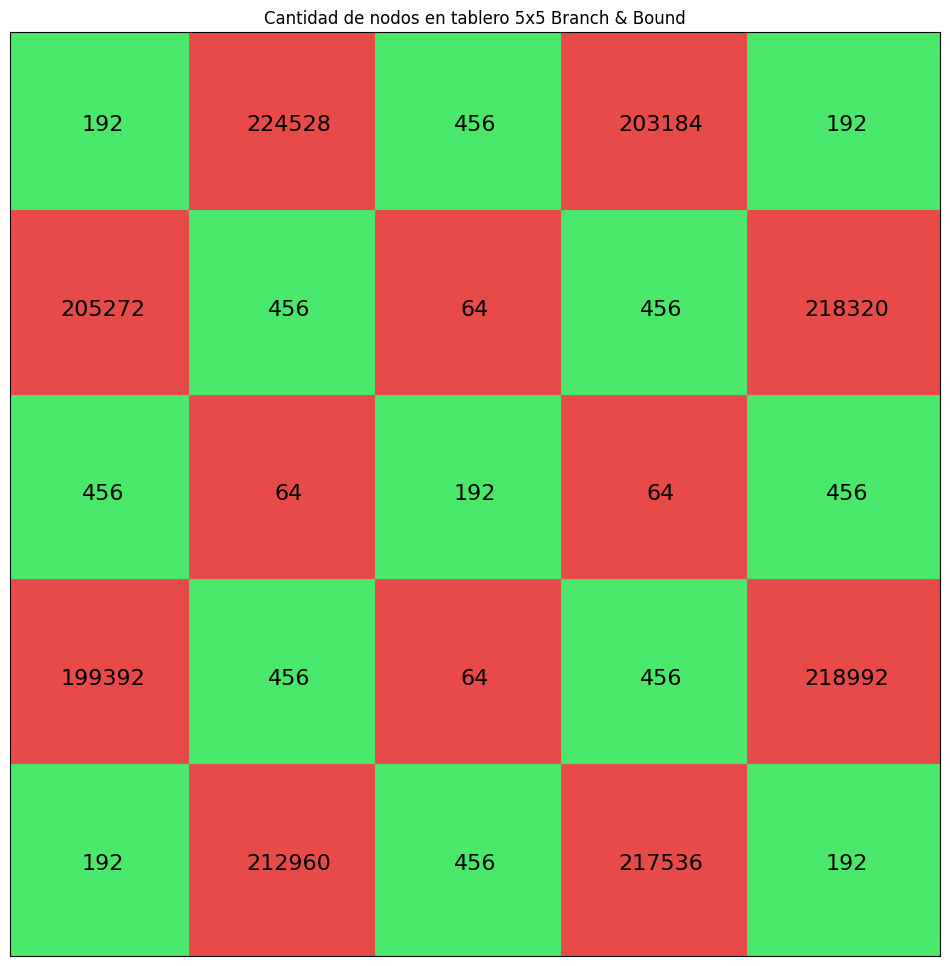 Cantidad de nodos en tablero 5x5 Branch & Bound
192 224528 456 203184 192
205272 456 64 456 218320
456 64 192 64 456
199392 456 64 456 218992
192 212960 456 217536 192